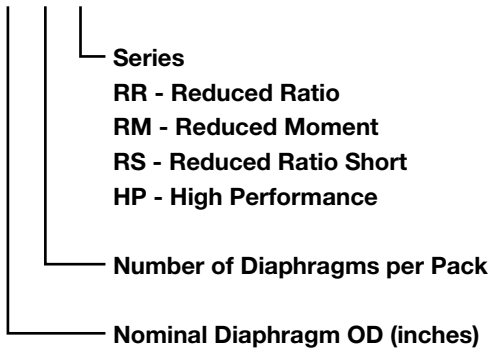 Series
RR - Reduced Ratio
RM - Reduced Moment
RS - Reduced Ratio Short
HP - High Performance
Number of Diaphragms per Pack
Nominal Diaphragm OD (inches)